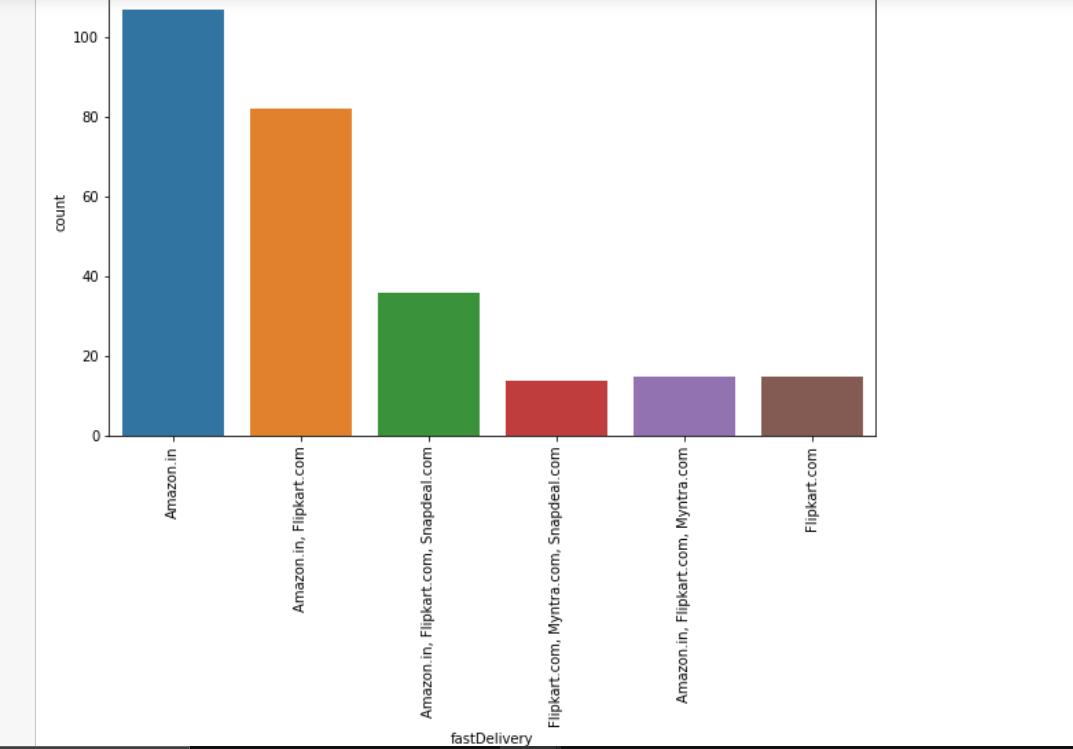 100
80
60
40
20
0
count
Amazon.in
Amazon.in, Flipkart.com
Amazon.in, Flipkart.com, Snapdeal.com
Flipkart.com, Myntra.com, Snapdeal.com
Amazon.in, Flipkart.com, Myntra.com
Flipkart.com
fastDelivery